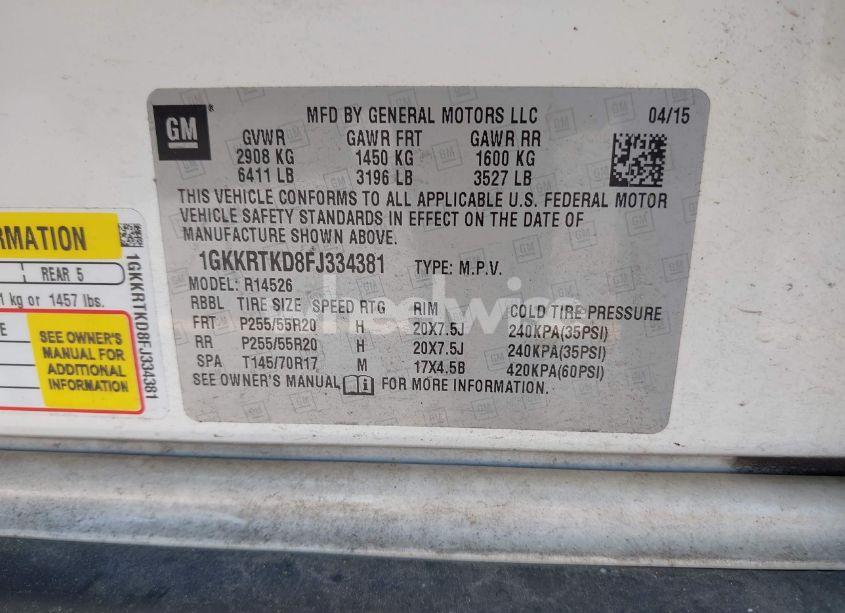 GM
MFD BY GENERAL MOTORS LLC 04/15
GVWR GAWR FRT GAWR RR
2908 KG 1450 KG 1600 KG
6411 LB 3196 LB 3527 LB
THIS VEHICLE CONFORMS TO ALL APPLICABLE U.S. FEDERAL MOTOR
VEHICLE SAFETY STANDARDS IN EFFECT ON THE DATE OF
MANUFACTURE SHOWN ABOVE.
1GKKRTKD8FJ334381 TYPE: M.P.V.
MODEL: R14526
RBBL TIRE SIZE SPEED RTG RIM COLD TIRE PRESSURE
FRT P255/55R20 H 20X7.5J 240KPA(35PSI)
RR P255/55R20 H 20X7.5J 240KPA(35PSI)
SPA T145/70R17 M 17X4.5B 420KPA(60PSI)
SEE OWNER'S MANUAL FOR MORE INFORMATION.
RMATION
REAR 5
1 kg or 1457 lbs.
E
SEE OWNER'S
MANUAL FOR
ADDITIONAL
INFORMATION
1GKKRTKD8FJ334381